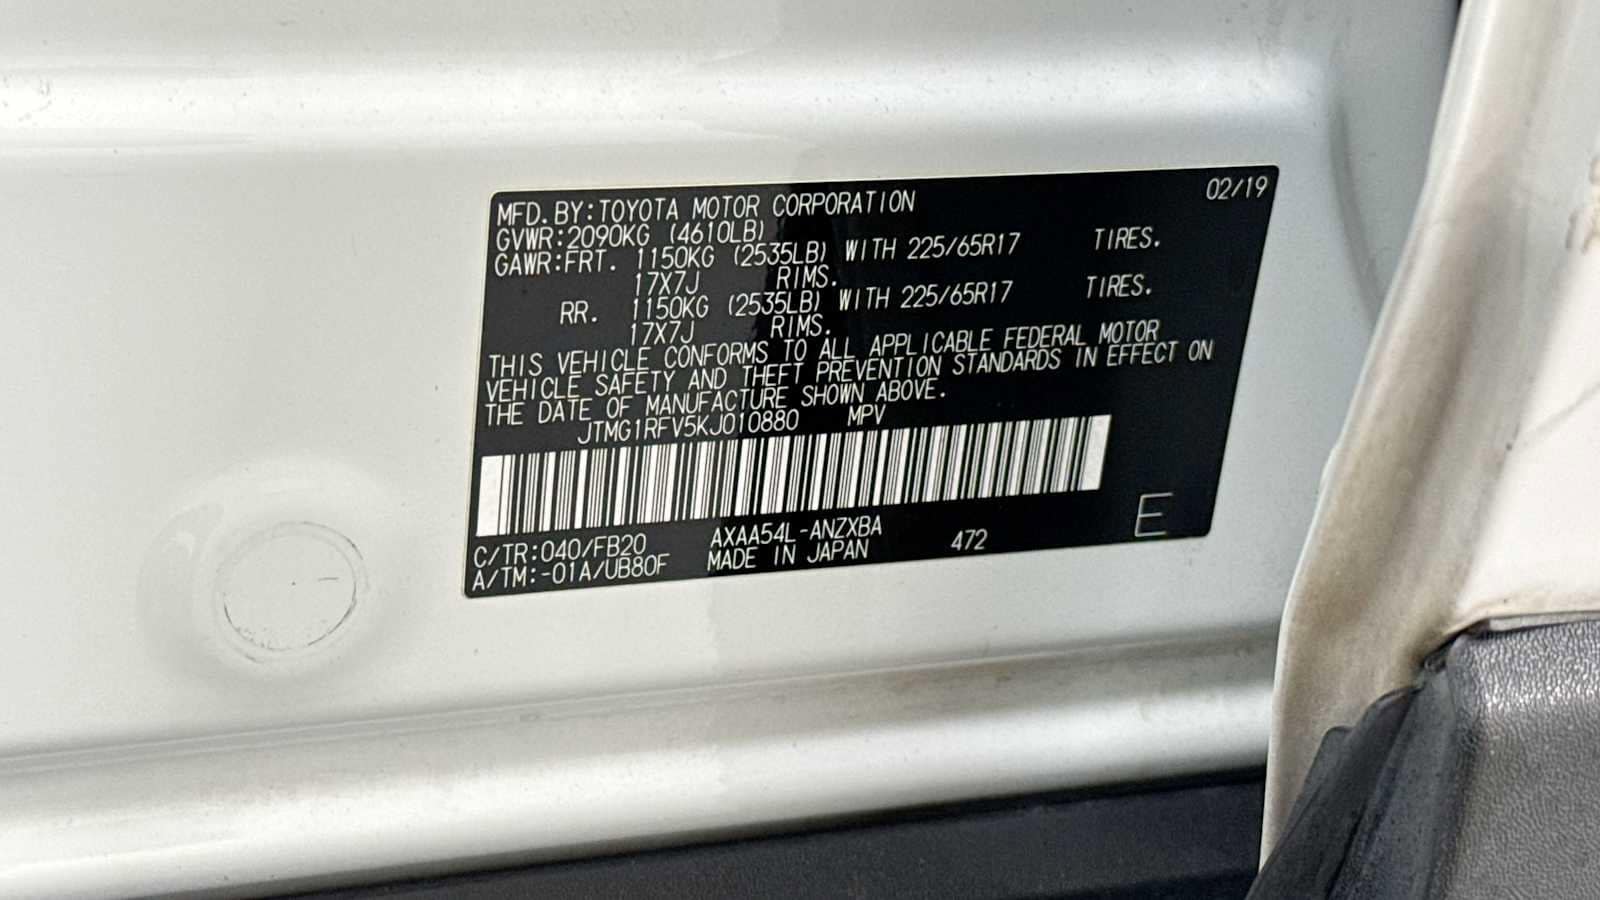 02/19
MFD.BY:TOYOTA MOTOR CORPORATION
GVWR:2090KG (4610LB)
GAWR:FRT. 1150KG (2535LB) WITH 225/65R17 TIRES.
17X7J RIMS.
RR. 1150KG (2535LB) WITH 225/65R17 TIRES.
17X7J RIMS.
THIS VEHICLE CONFORMS TO ALL APPLICABLE FEDERAL MOTOR
VEHICLE SAFETY AND THEFT PREVENTION STANDARDS IN EFFECT ON
THE DATE OF MANUFACTURE SHOWN ABOVE.
JTMG1RFV5KJ010880 MPV
C/TR:040/FB20 AXAA54L-ANZXBA 472 E
A/TM:-01A/UB80F MADE IN JAPAN